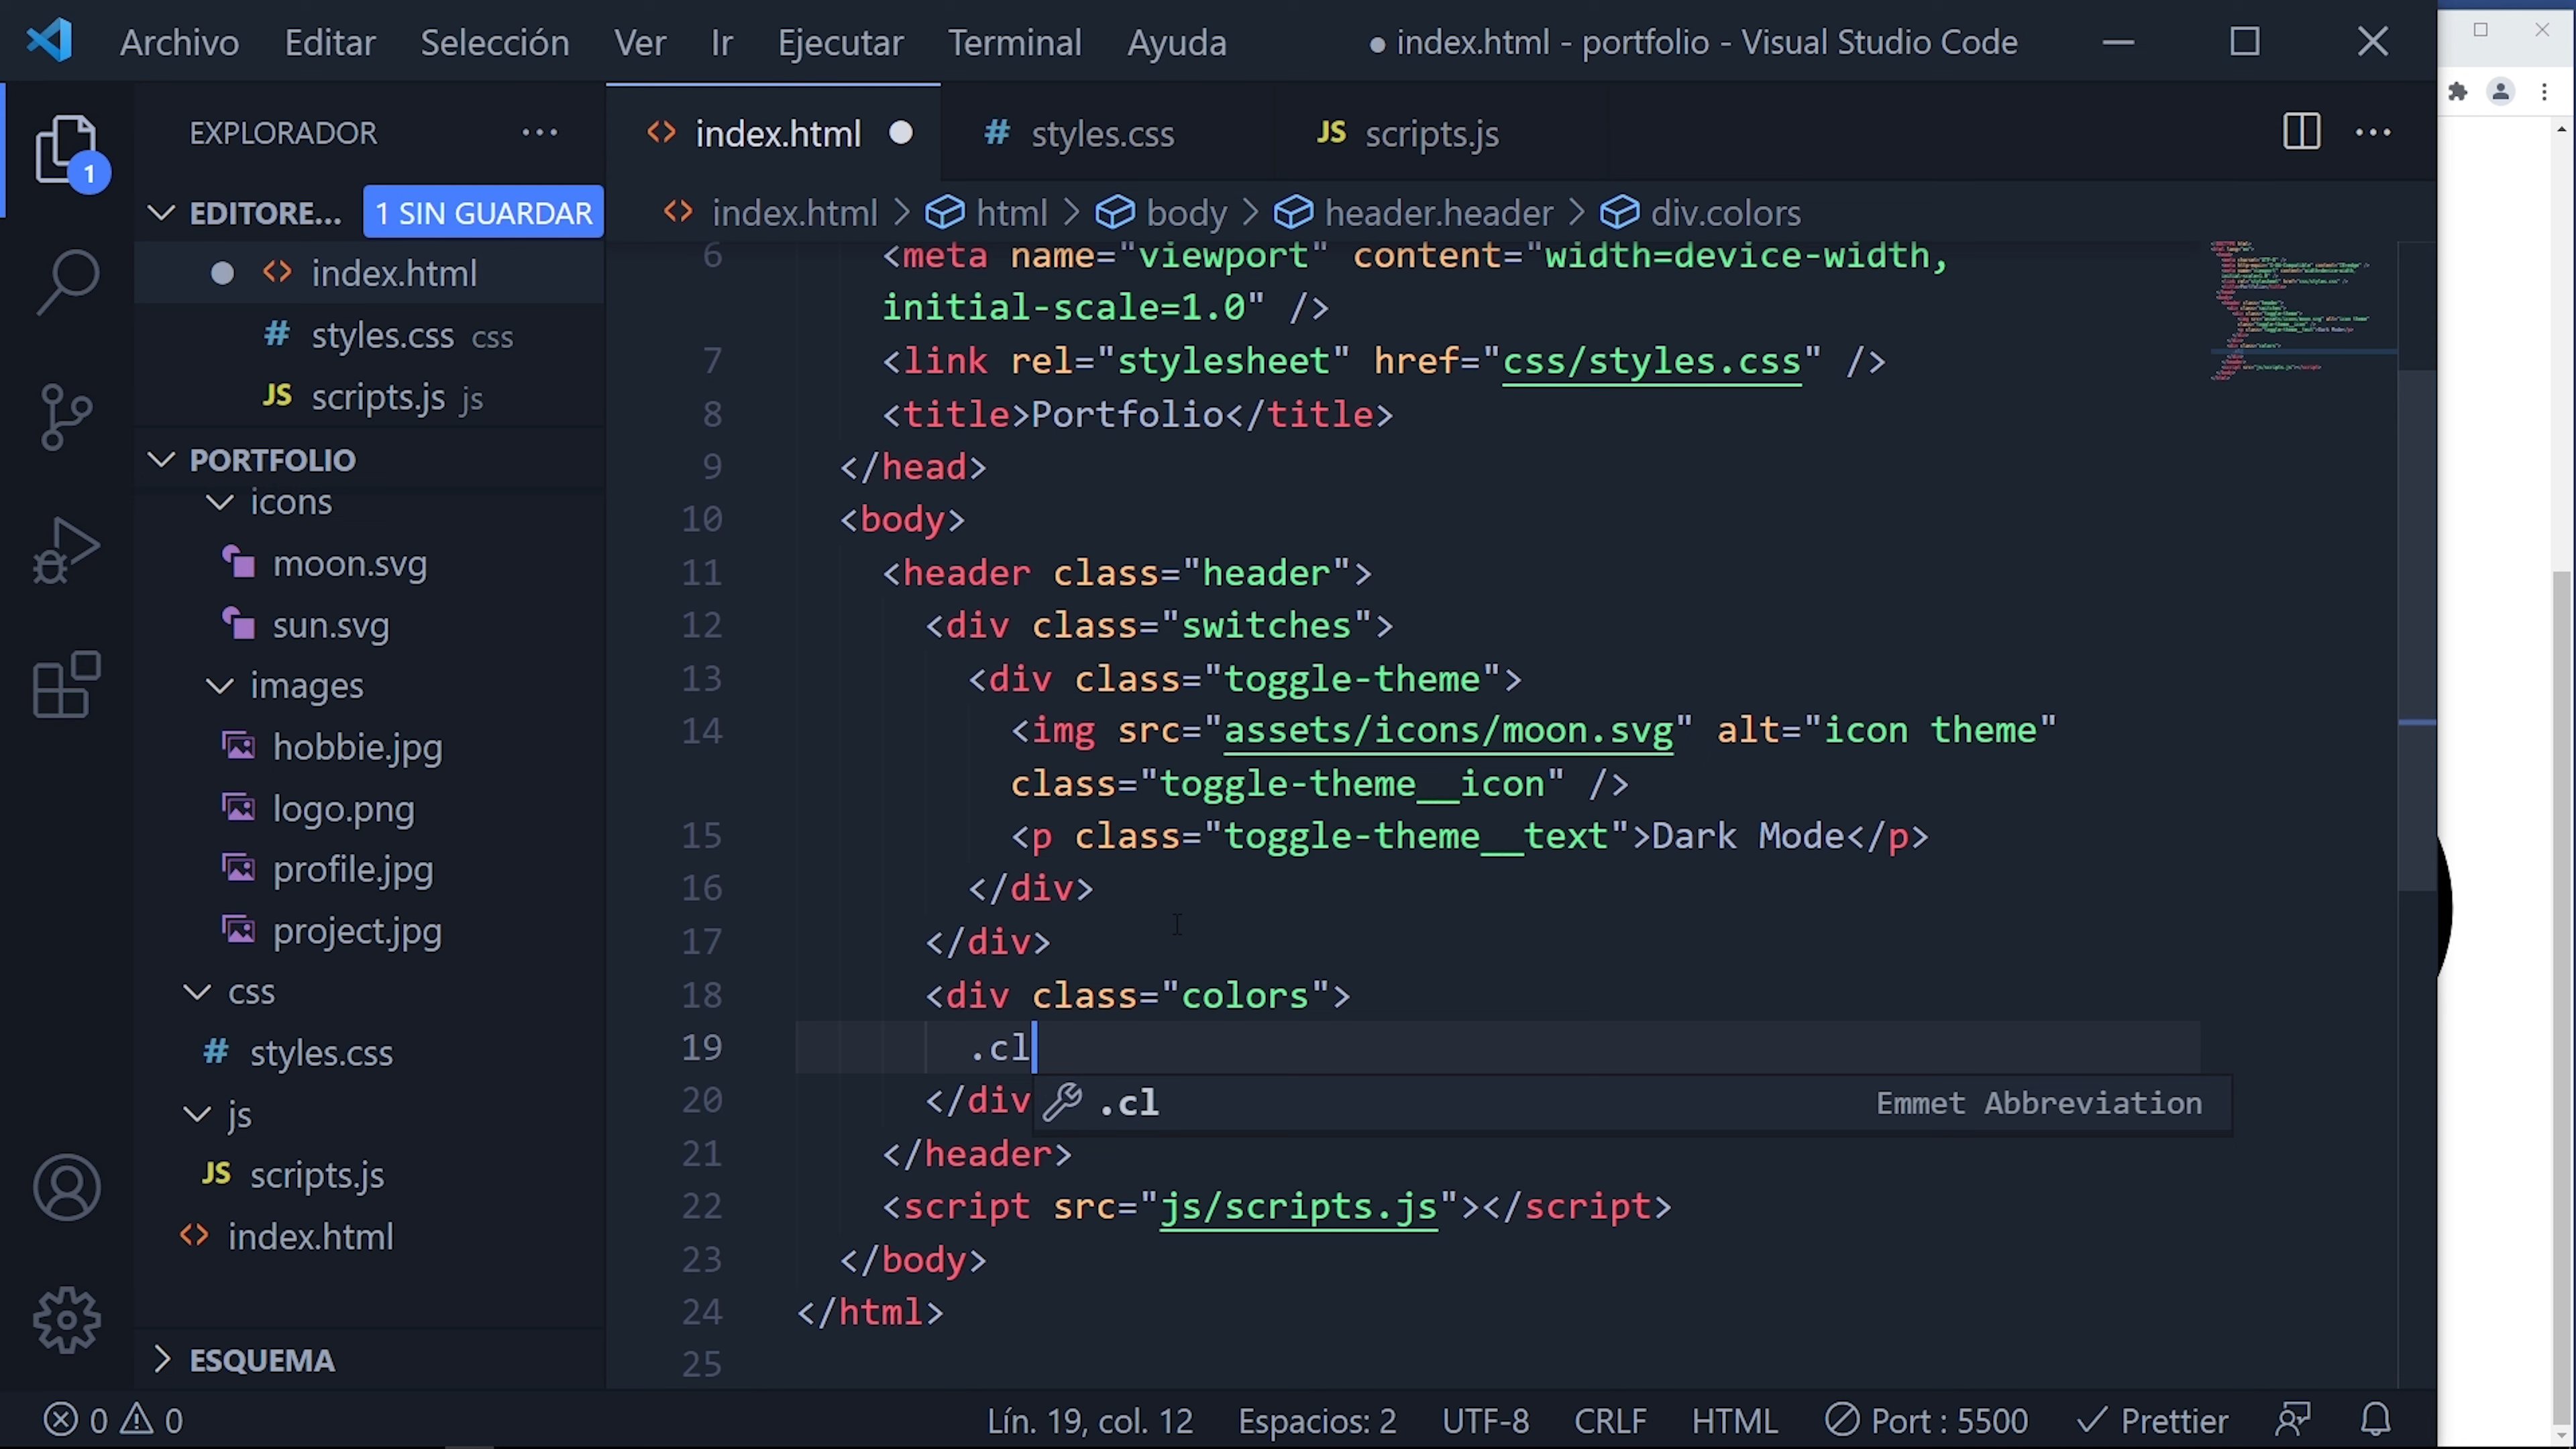 Archivo Editar Selección Ver Ir Ejecutar Terminal Ayuda ● index.html - portfolio - Visual Studio Code
EXPLORADOR
1
EDITORE... 1 SIN GUARDAR
index.html
styles.css css
scripts.js js
PORTFOLIO
icons
moon.svg
sun.svg
images
hobbie.jpg
logo.png
profile.jpg
project.jpg
css
styles.css
js
scripts.js
index.html
ESQUEMA
index.html styles.css scripts.js
index.html > html > body > header.header > div.colors
6 <meta name="viewport" content="width=device-width,
initial-scale=1.0" />
7 <link rel="stylesheet" href="css/styles.css" />
8 <title>Portfolio</title>
9 </head>
10 <body>
11 <header class="header">
12 <div class="switches">
13 <div class="toggle-theme">
14 <img src="assets/icons/moon.svg" alt="icon theme"
class="toggle-theme__icon" />
15 <p class="toggle-theme__text">Dark Mode</p>
16 </div>
17 </div>
18 <div class="colors">
19 .cl
20 </div
.cl Emmet Abbreviation
21 </header>
22 <script src="js/scripts.js"></script>
23 </body>
24 </html>
25
0 0 Lín. 19, col. 12 Espacios: 2 UTF-8 CRLF HTML Port : 5500 Prettier